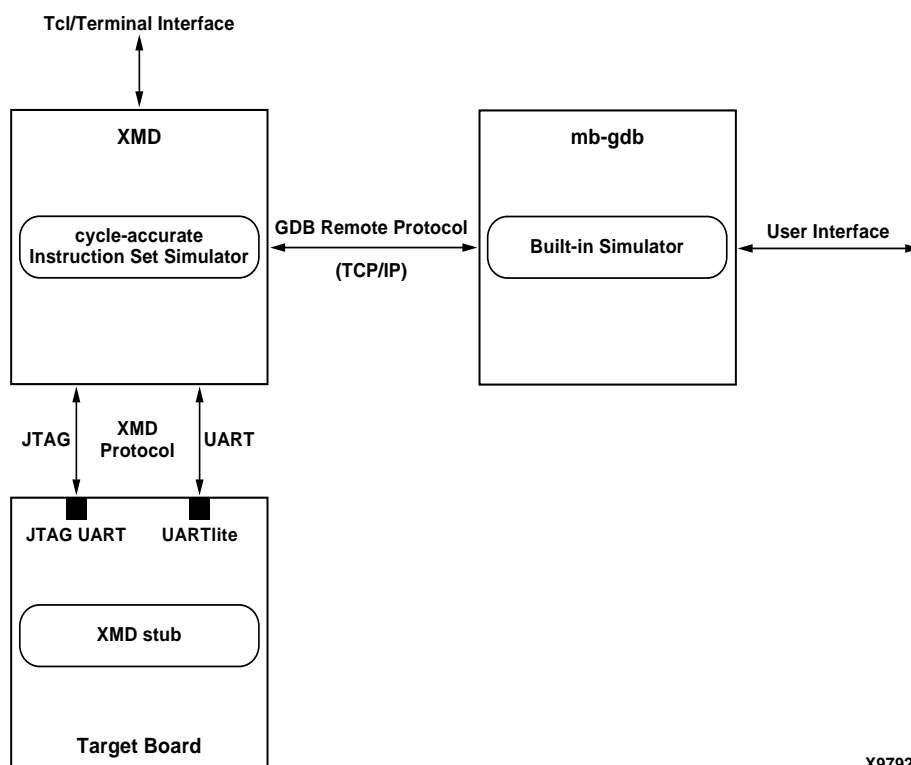 Tcl/Terminal Interface
XMD
mb-gdb
cycle-accurate
Instruction Set Simulator
GDB Remote Protocol
(TCP/IP)
Built-in Simulator
User Interface
JTAG
XMD
Protocol
UART
JTAG UART
UARTlite
XMD stub
Target Board
X9792